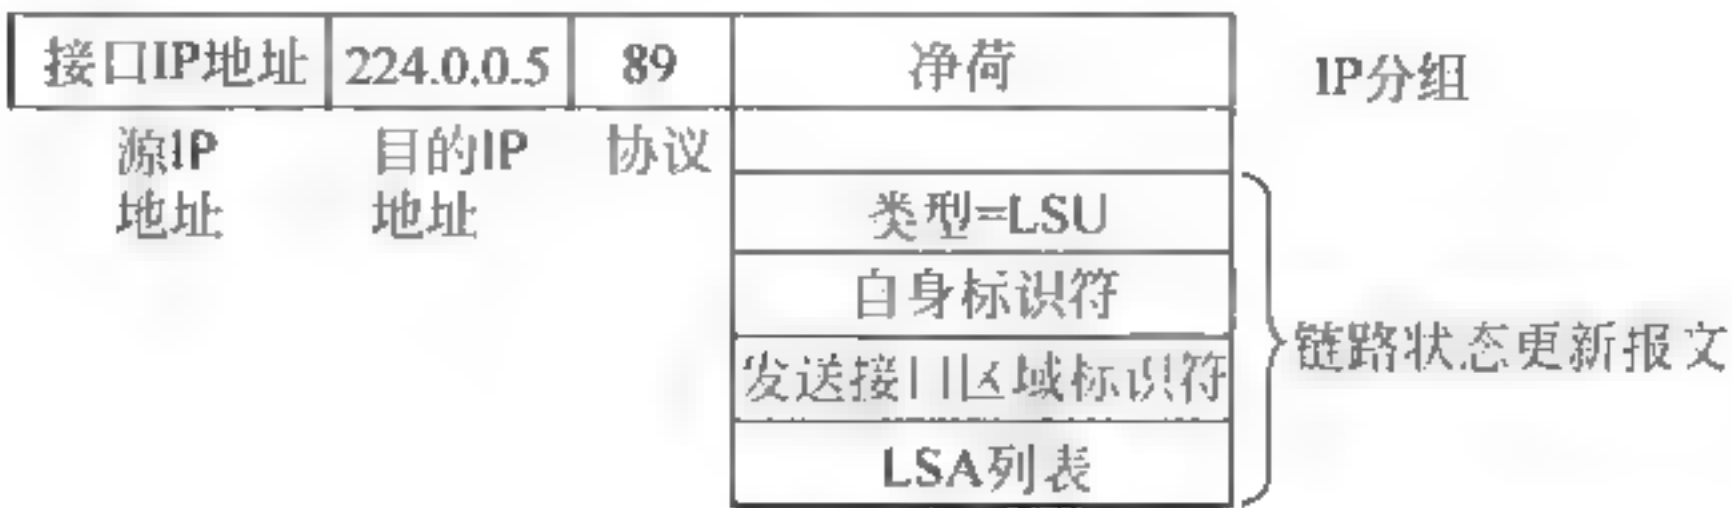 接口IP地址 224.0.0.5 89 净荷 IP分组
源IP 目的IP 协议
地址 地址
类型=LSU
自身标识符
发送接口区域标识符
链路状态更新报文
LSA列表